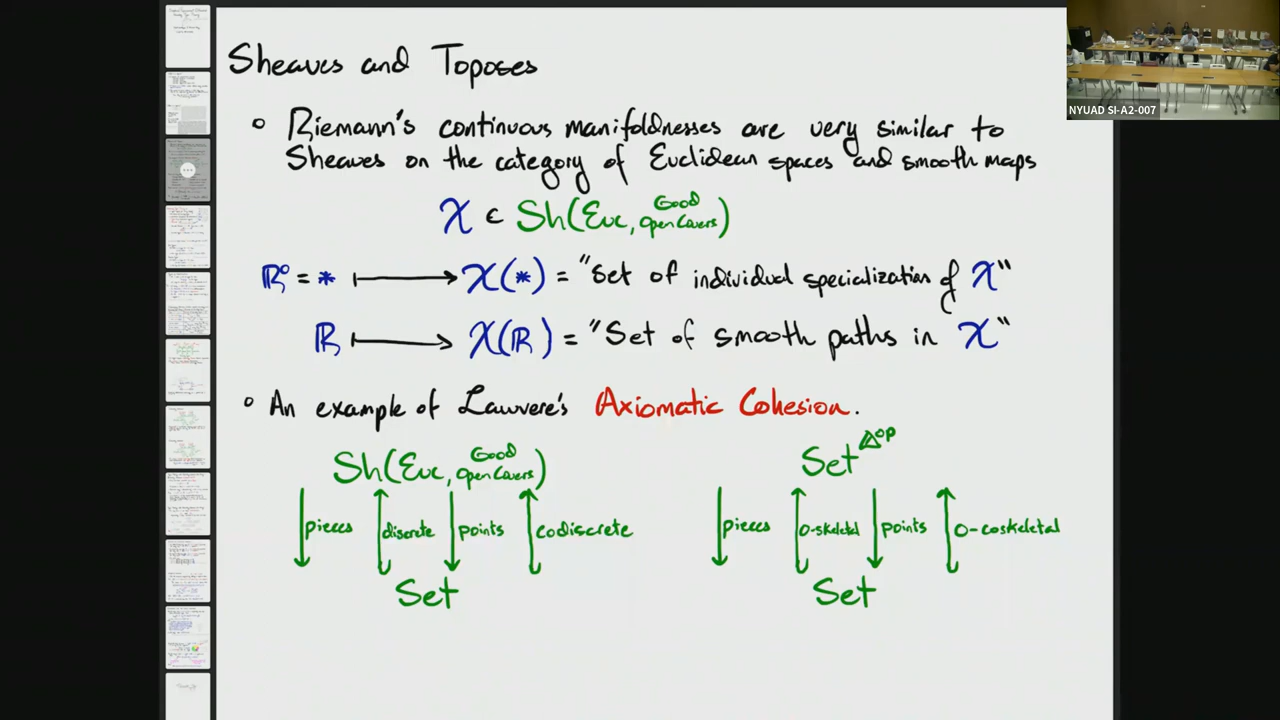 Sheaves and Toposes
NYUAD SI-A2-007
◦ Riemann's continuous manifoldnesses are very similar to
Sheaves on the category of Euclidean spaces and smooth maps
X ∈ Sh(Euc, Good Open Covers)
ℝ⁰ = * ⟼ X(*) = "Set of individual specialization of X"
ℝ ⟼ X(ℝ) = "Set of smooth paths in X"
◦ An example of Lawvere's Axiomatic Cohesion.
Sh(Euc, Good Open Covers)
pieces discrete points codiscrete
Set
Set^Δ^op
pieces 0-skeletal points 0-coskeletal
Set